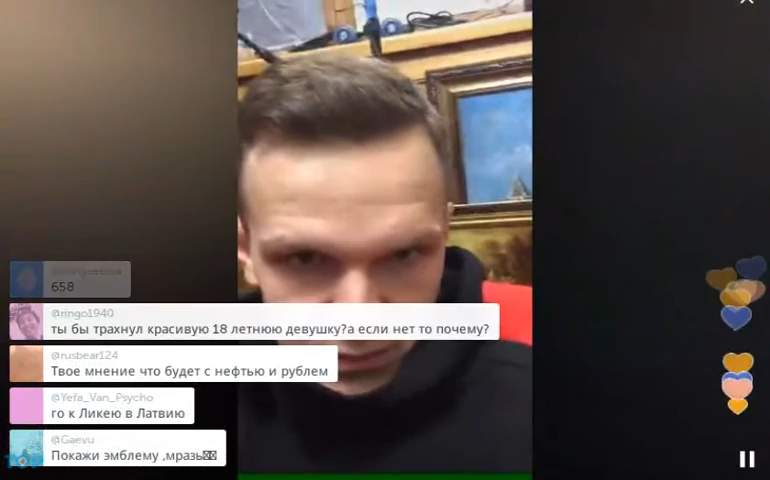 658
@ringo1940
ты бы трахнул красивую 18 летнюю девушку?а если нет то почему?
@rusbear124
Твое мнение что будет с нефтью и рублем
@Yefa_Van_Psycho
го к Ликею в Латвию
@Gaevu
Покажи эмблему ,мразь